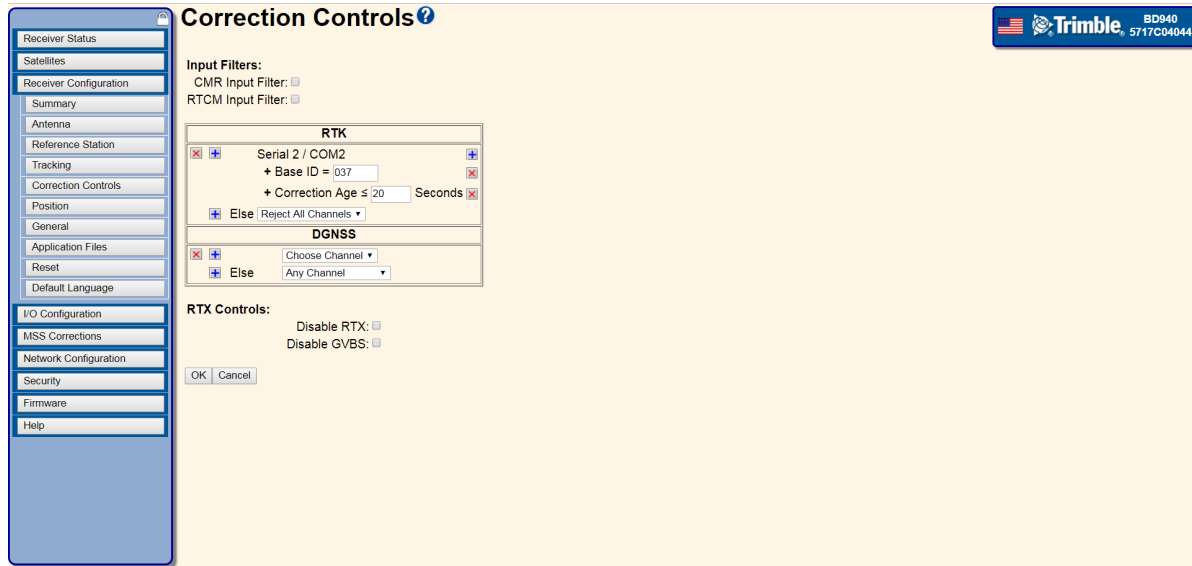 Correction Controls
Trimble
BD940
5717C04044
Receiver Status
Satellites
Receiver Configuration
Summary
Antenna
Reference Station
Tracking
Correction Controls
Position
General
Application Files
Reset
Default Language
I/O Configuration
MSS Corrections
Network Configuration
Security
Firmware
Help
Input Filters:
CMR Input Filter:
RTCM Input Filter:
RTK
Serial 2 / COM2
+ Base ID = 037
+ Correction Age ≤ 20 Seconds
Else Reject All Channels
DGNSS
Choose Channel
Else Any Channel
RTX Controls:
Disable RTX:
Disable GVBS:
OK Cancel